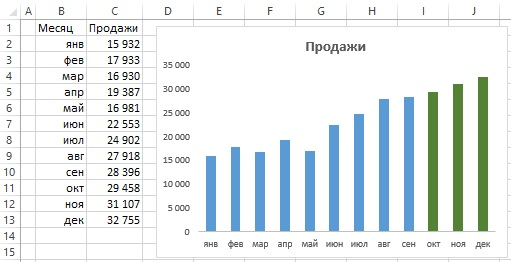 A B C D E F G H I J
1 Месяц Продажи
2 янв 15 932
3 фев 17 933
4 мар 16 930
5 апр 19 387
6 май 16 981
7 июн 22 553
8 июл 24 902
9 авг 27 918
10 сен 28 396
11 окт 29 458
12 ноя 31 107
13 дек 32 755
14
15
Продажи
35 000
30 000
25 000
20 000
15 000
10 000
5 000
0
янв фев мар апр май июн июл авг сен окт ноя дек